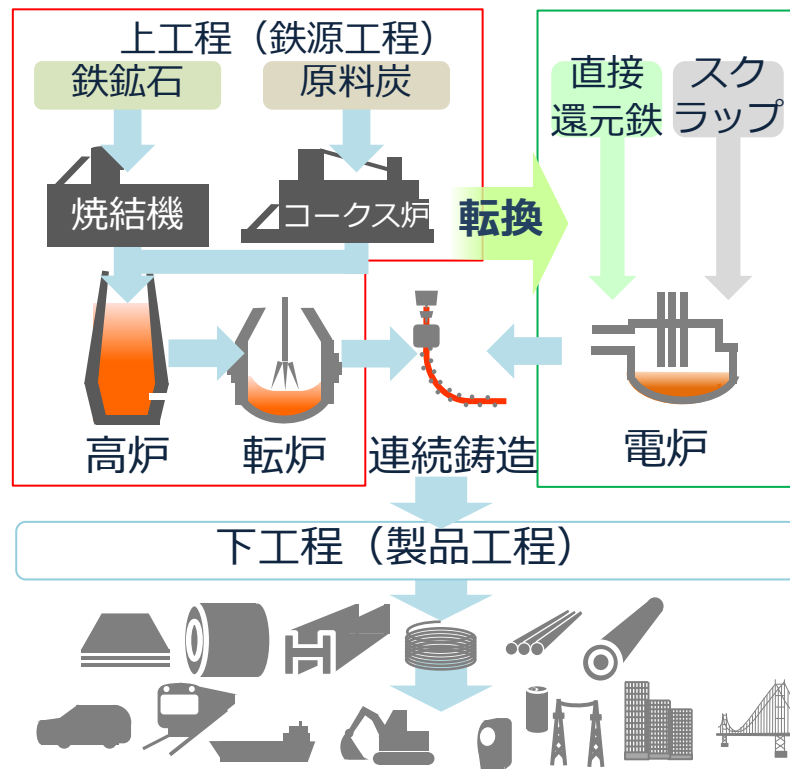 上工程（鉄源工程）
鉄鉱石
原料炭
直接
還元鉄
スク
ラップ
焼結機
コークス炉
転換
高炉
転炉
連続鋳造
電炉
下工程（製品工程）